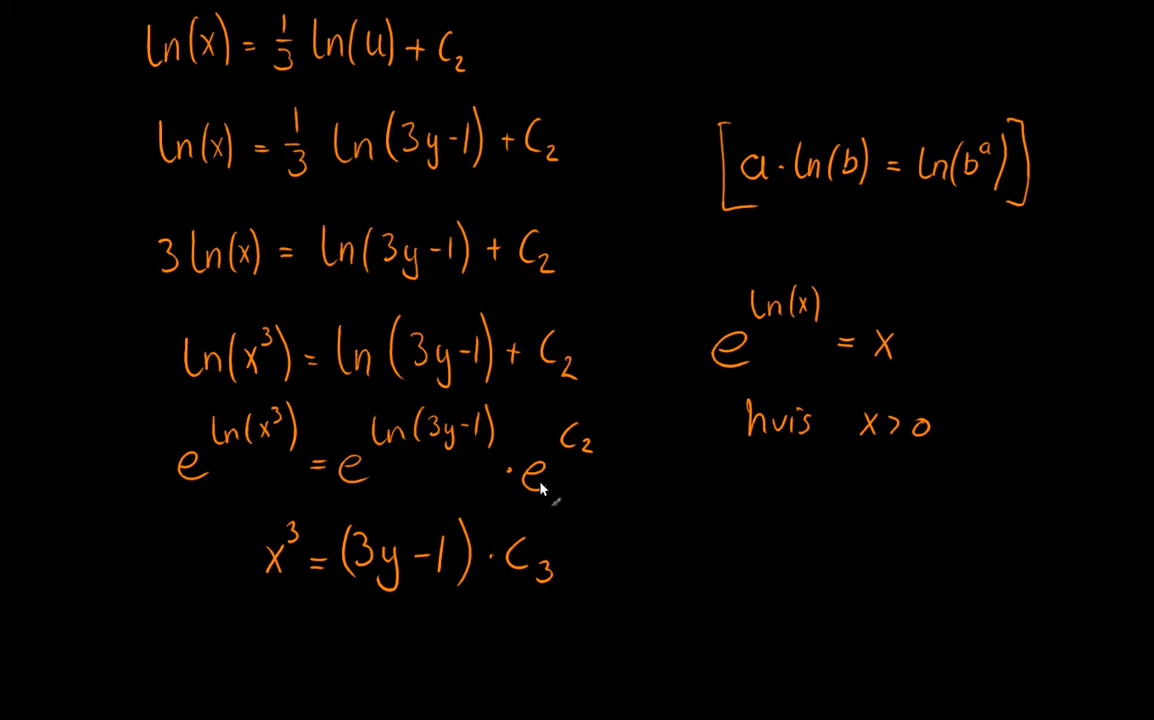 ln(x) = 1/3 ln(u) + C₂
ln(x) = 1/3 ln(3y-1) + C₂
3 ln(x) = ln(3y-1) + C₂
ln(x³) = ln(3y-1) + C₂
e^ln(x³) = e^ln(3y-1) · e^C₂
x³ = (3y-1) · C₃
[a · ln(b) = ln(b^a)]
e^ln(x) = x
hvis x > 0